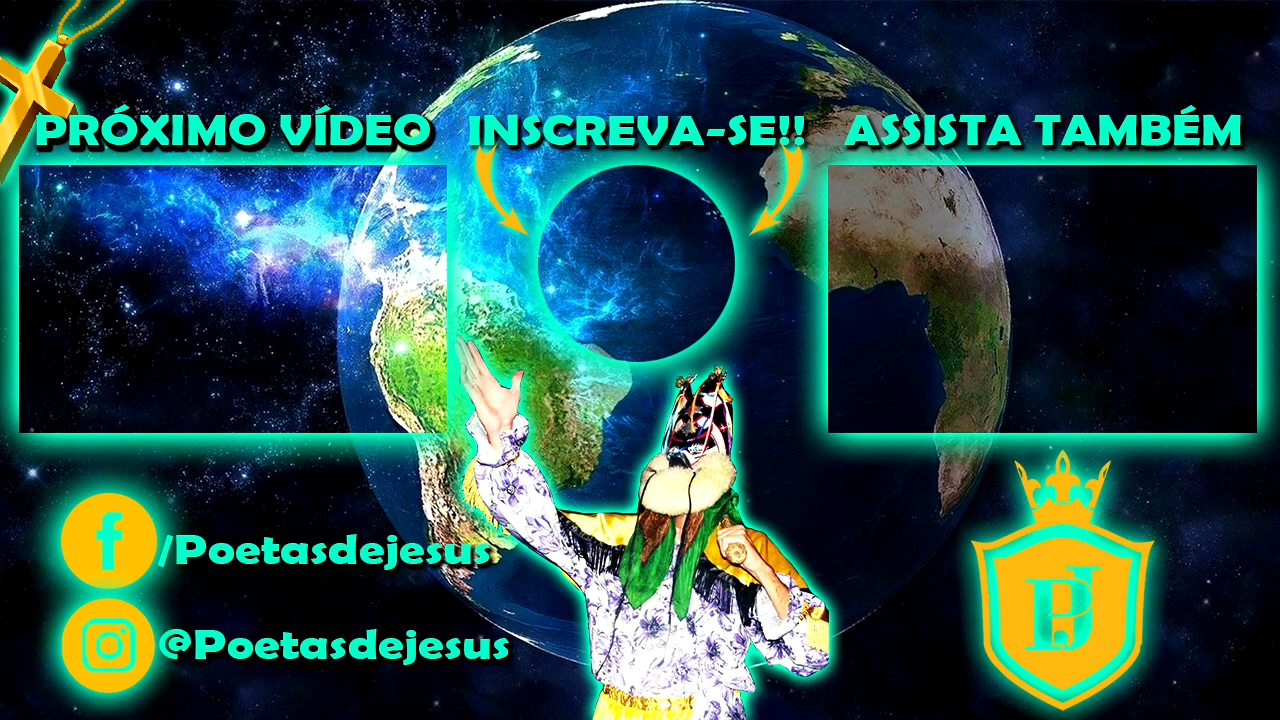 PRÓXIMO VÍDEO
INSCREVA-SE!!
ASSISTA TAMBÉM
/Poetasdejesus
@Poetasdejesus
PJ